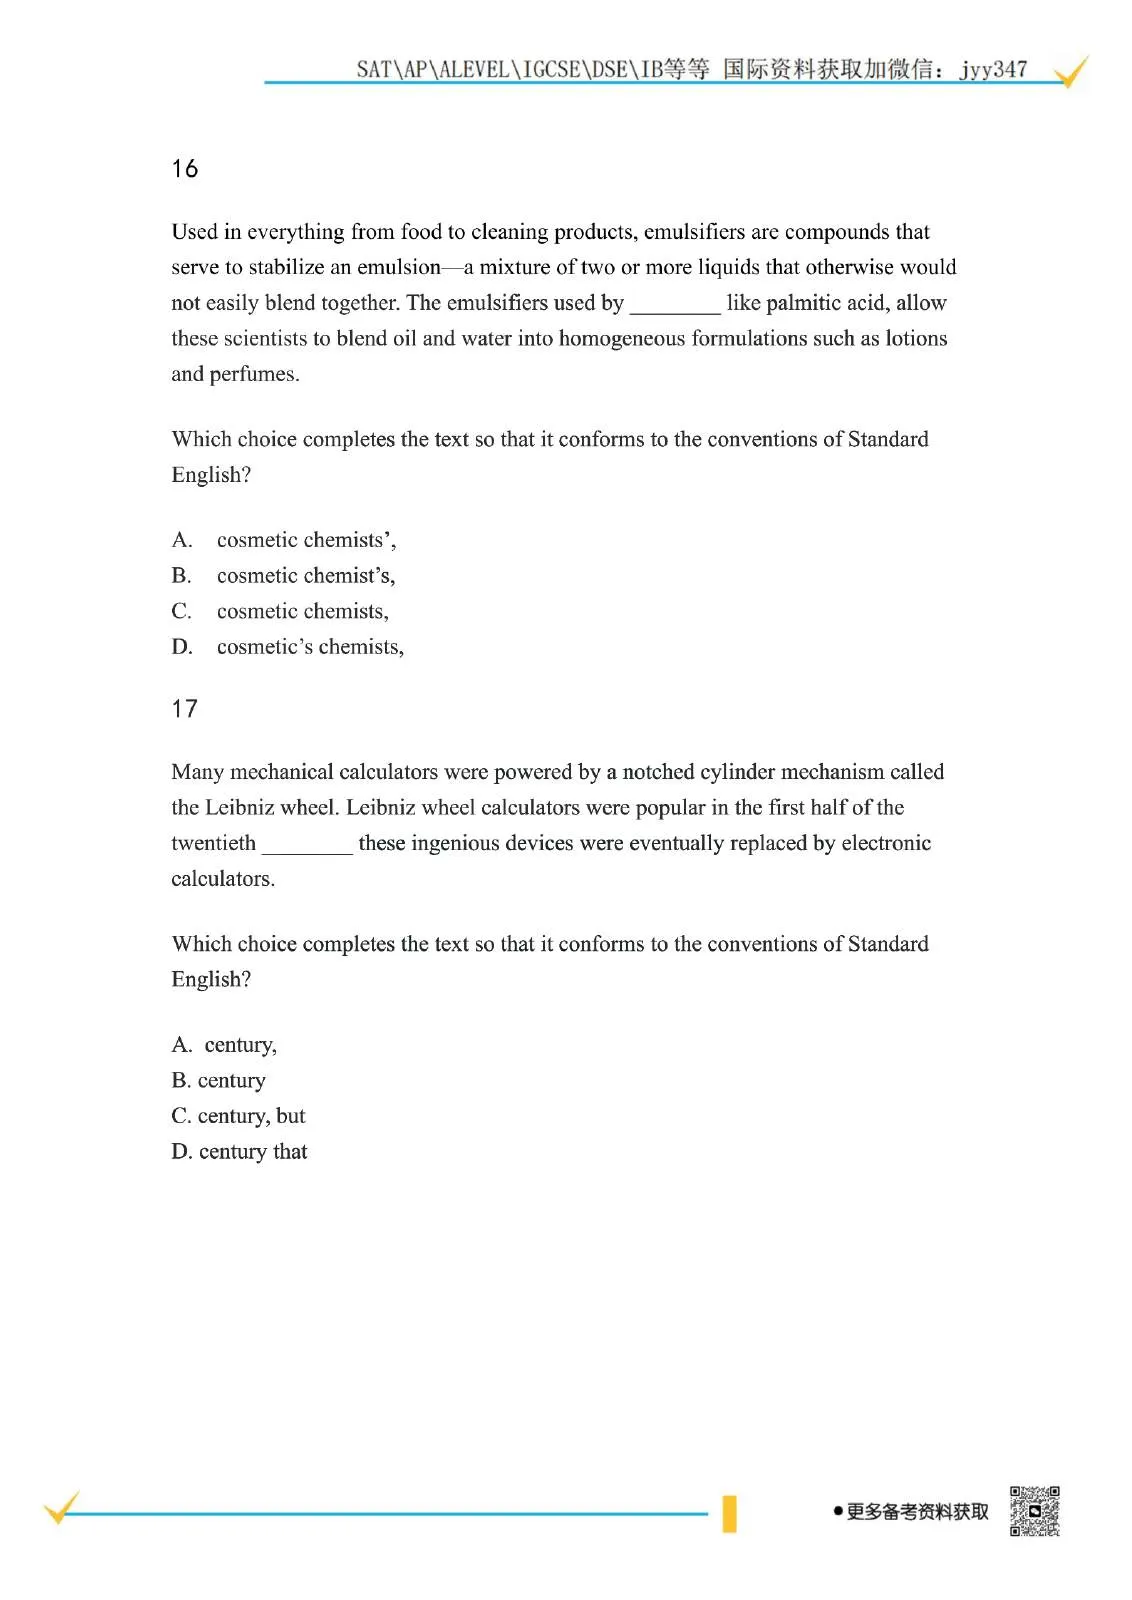 SAT\AP\ALEVEL\IGCSE\DSE\IB等等 国际资料获取加微信：jyy347
16
Used in everything from food to cleaning products, emulsifiers are compounds that
serve to stabilize an emulsion—a mixture of two or more liquids that otherwise would
not easily blend together. The emulsifiers used by ________ like palmitic acid, allow
these scientists to blend oil and water into homogeneous formulations such as lotions
and perfumes.
Which choice completes the text so that it conforms to the conventions of Standard
English?
A. cosmetic chemists’,
B. cosmetic chemist’s,
C. cosmetic chemists,
D. cosmetic’s chemists,
17
Many mechanical calculators were powered by a notched cylinder mechanism called
the Leibniz wheel. Leibniz wheel calculators were popular in the first half of the
twentieth ________ these ingenious devices were eventually replaced by electronic
calculators.
Which choice completes the text so that it conforms to the conventions of Standard
English?
A. century,
B. century
C. century, but
D. century that
●更多备考资料获取